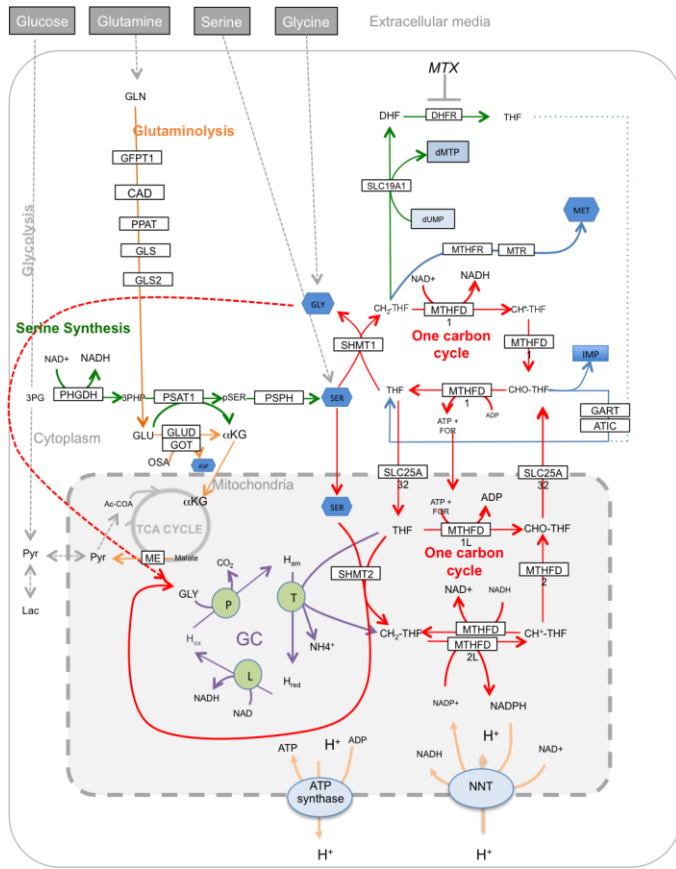 Glucose
Glutamine
Serine
Glycine
Extracellular media
MTX
GLN
DHF
DHFR
THF
Glutaminolysis
GFPT1
dMTP
CAD
SLC19A1
PPAT
dUMP
MET
GLS
MTHFR
MTR
Glycolysis
GLS2
NAD+
NADH
GLY
CH2-THF
MTHFD
1
CH+-THF
Serine Synthesis
SHMT1
One carbon
cycle
MTHFD
1
NAD+
NADH
IMP
3PG
PHGDH
3PHP
PSAT1
pSER
PSPH
SER
THF
MTHFD
1
CHO-THF
ATP +
FOR
ADP
GART
ATIC
Cytoplasm
GLU
GLUD
GOT
αKG
OSA
ASP
SLC25A
32
SLC25A
32
Mitochondria
Ac-COA
αKG
SER
ATP +
FOR
ADP
TCA CYCLE
THF
MTHFD
1L
CHO-THF
Pyr
Pyr
ME
Malate
One carbon
cycle
MTHFD
2
CO2
Ham
SHMT2
GLY
P
T
NAD+
NADH
Lac
Hox
GC
NH4+
CH2-THF
MTHFD
MTHFD
2L
CH+-THF
L
NADH
NAD
Hred
NADP+
NADPH
ATP
H+
ADP
H+
NADH
NAD+
ATP
synthase
NNT
H+
H+